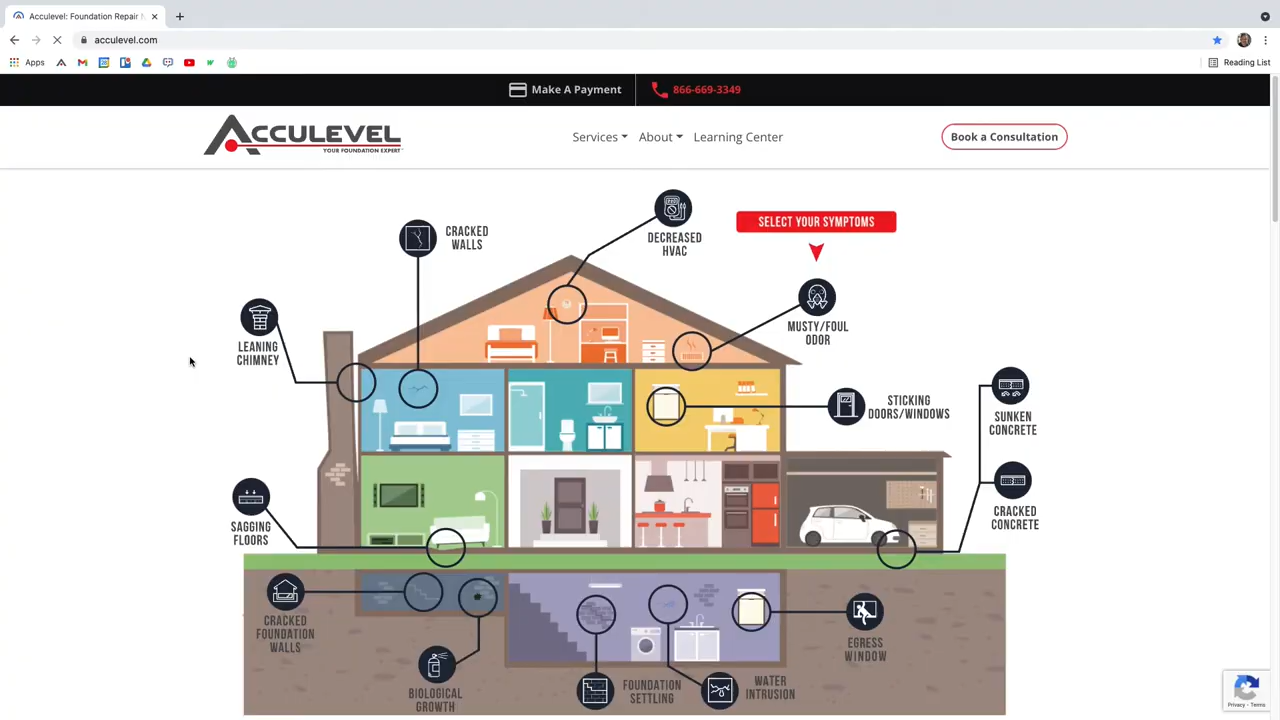 Acculevel: Foundation Repair
acculevel.com
Apps
Reading List
Make A Payment
866-669-3349
ACCULEVEL
YOUR FOUNDATION EXPERT
Services
About
Learning Center
Book a Consultation
CRACKED
WALLS
DECREASED
HVAC
SELECT YOUR SYMPTOMS
LEANING
CHIMNEY
MUSTY/FOUL
ODOR
STICKING
DOORS/WINDOWS
SUNKEN
CONCRETE
CRACKED
CONCRETE
SAGGING
FLOORS
CRACKED
FOUNDATION
WALLS
BIOLOGICAL
GROWTH
FOUNDATION
SETTLING
WATER
INTRUSION
EGRESS
WINDOW
Privacy - Terms